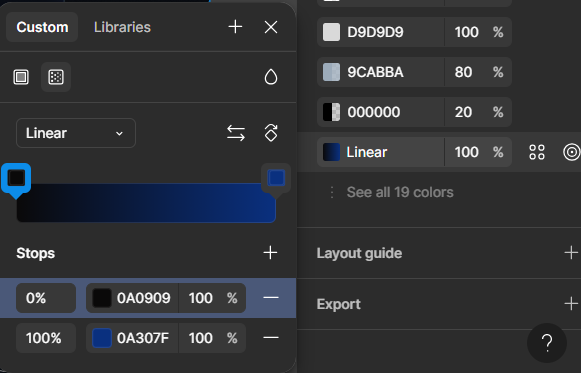 Custom
Libraries
Linear
Stops
0%
0A0909
100
%
100%
0A307F
100
%
D9D9D9
100
%
9CABBA
80
%
000000
20
%
Linear
100
%
See all 19 colors
Layout guide
Export
?